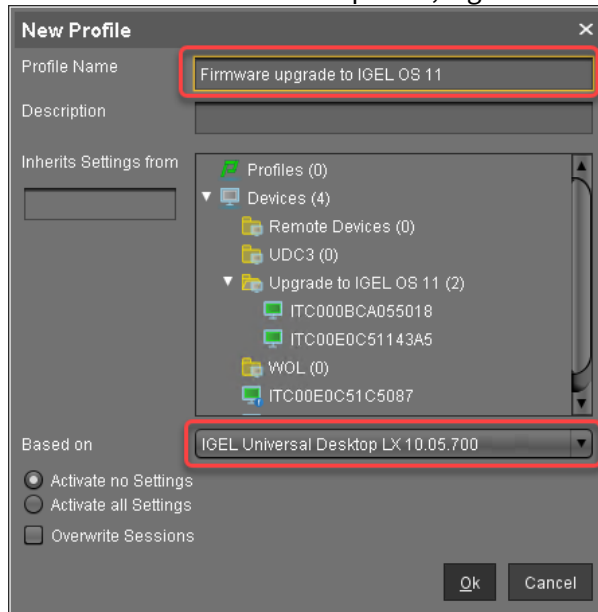 New Profile
Profile Name
Firmware upgrade to IGEL OS 11
Description
Inherits Settings from
Profiles (0)
Devices (4)
Remote Devices (0)
UDC3 (0)
Upgrade to IGEL OS 11 (2)
ITC000BCA055018
ITC00E0C51143A5
WOL (0)
ITC00E0C51C5087
Based on
IGEL Universal Desktop LX 10.05.700
Activate no Settings
Activate all Settings
Overwrite Sessions
Ok Cancel